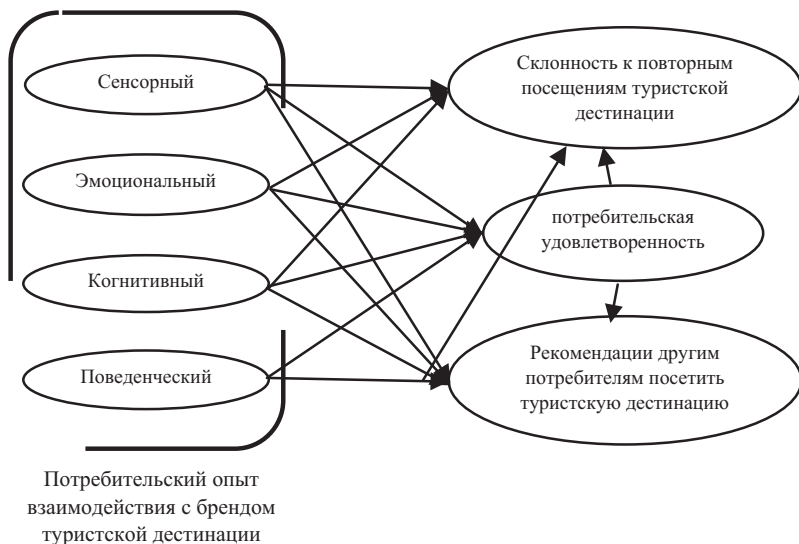 Сенсорный
Эмоциональный
Когнитивный
Поведенческий
Потребительский опыт
взаимодействия с брендом
туристской дестинации
Склонность к повторным
посещениям туристской
дестинации
потребительская
удовлетворенность
Рекомендации другим
потребителям посетить
туристскую дестинацию